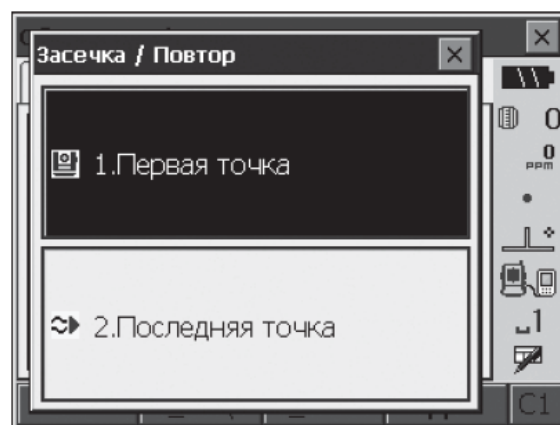 Засечка / Повтор
1.Первая точка
2.Последняя точка
0
0
ppm
1
C1